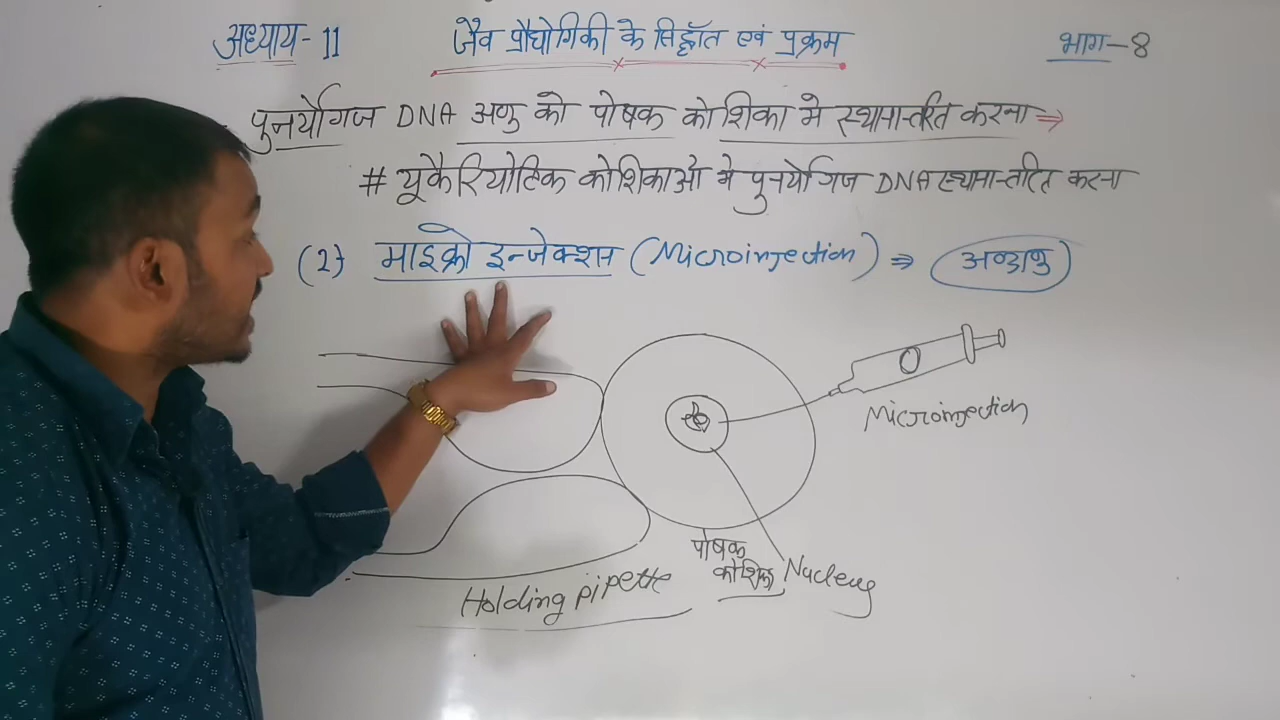 अध्याय-11 जैव प्रौद्योगिकी के सिद्धाँत एवं प्रक्रम भाग-8
पुनर्योगज DNA अणु को पोषक कोशिका मे स्थानान्तरित करना ⇒
# यूकैरियोटिक कोशिकाओ मे पुनर्योगिज DNA स्थानान्तरित करना
(2) माइक्रो इन्जेक्शन (Microinjection) ⇒ अण्डाणु
Microinjection
पोषक
कोशिका
Nucleus
Holding pipette